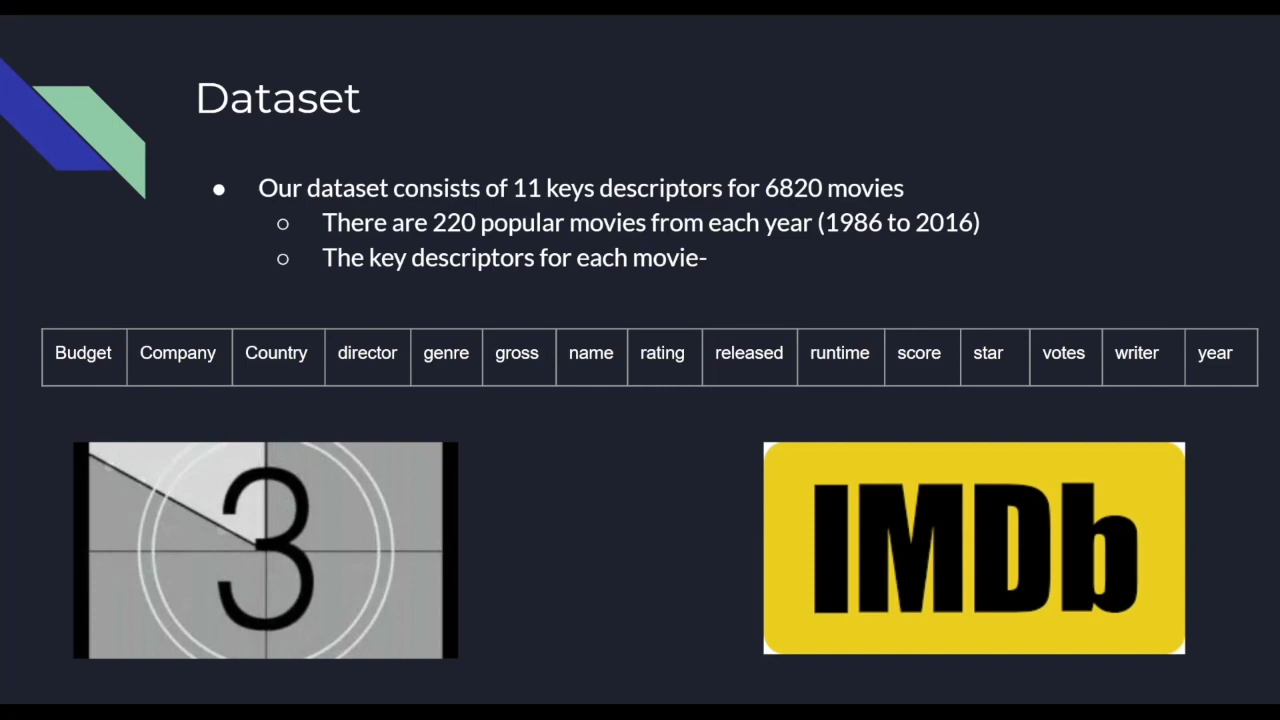 Dataset
● Our dataset consists of 11 keys descriptors for 6820 movies
○ There are 220 popular movies from each year (1986 to 2016)
○ The key descriptors for each movie-
Budget Company Country director genre gross name rating released runtime score star votes writer year
3
IMDb